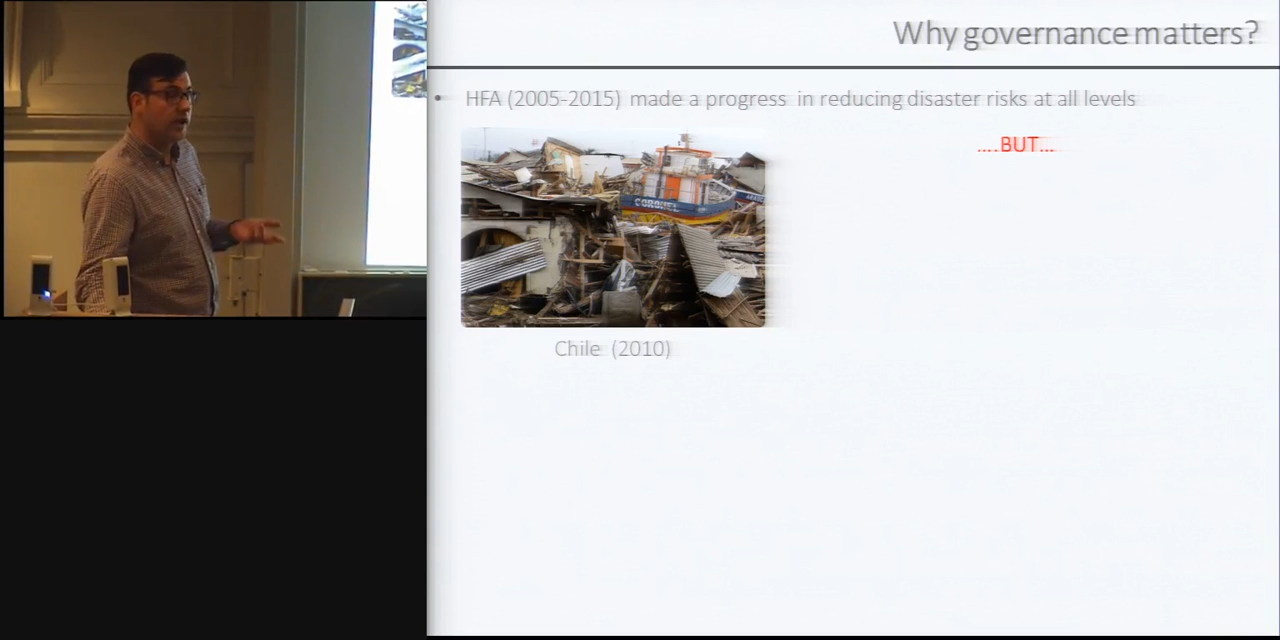 Why governance matters?
• HFA (2005-2015) made a progress in reducing disaster risks at all levels
....BUT...
CORONEL
Chile (2010)